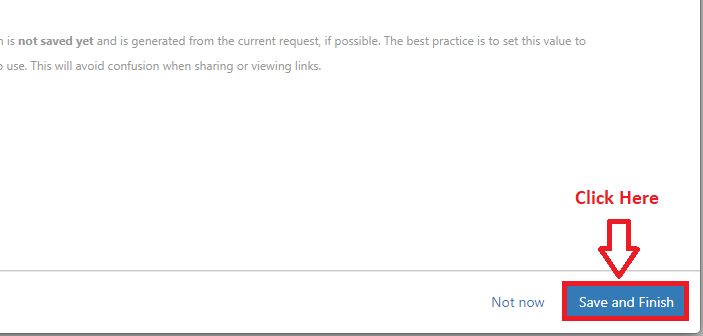 is not saved yet and is generated from the current request, if possible. The best practice is to set this value to
use. This will avoid confusion when sharing or viewing links.
Click Here
Not now Save and Finish